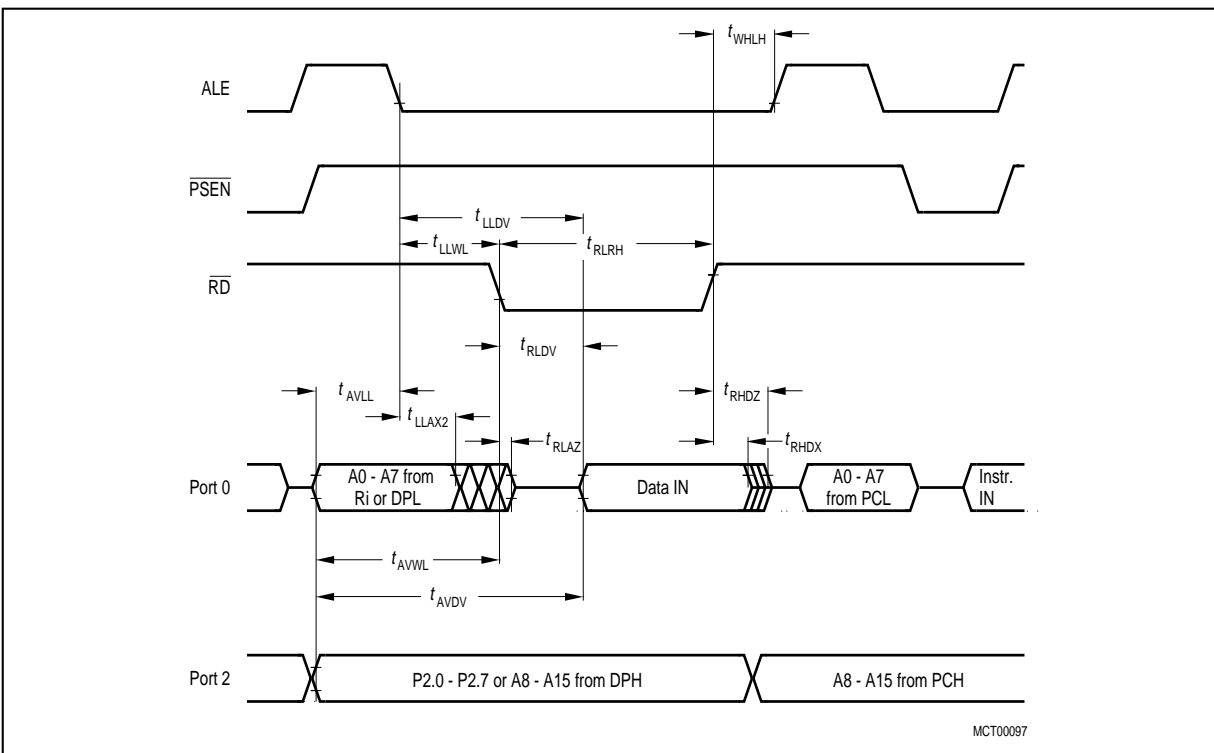 tWHLH
ALE
PSEN
tLLDV
tLLWL
tRLRH
RD
tRLDV
tAVLL
tRHDZ
tLLAX2
tRLAZ
tRHDX
Port 0
A0 - A7 from
Ri or DPL
Data IN
A0 - A7
from PCL
Instr.
IN
tAVWL
tAVDV
Port 2
P2.0 - P2.7 or A8 - A15 from DPH
A8 - A15 from PCH
MCT00097